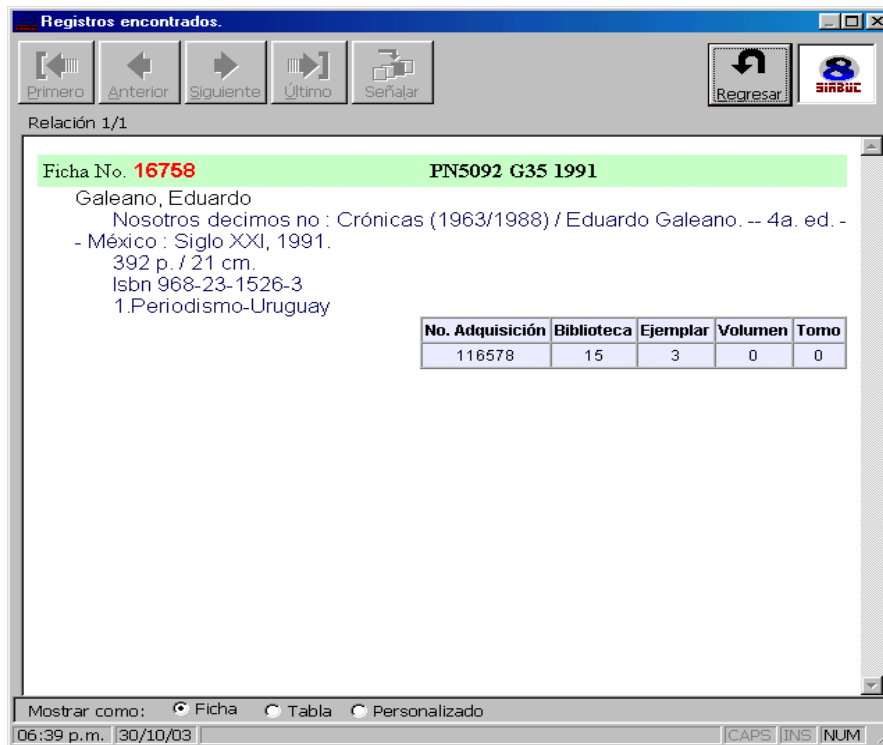 Registros encontrados.
Primero Anterior Siguiente Último Señalar Regresar 8 SIABUC
Relación 1/1
Ficha No. 16758 PN5092 G35 1991
Galeano, Eduardo
Nosotros decimos no : Crónicas (1963/1988) / Eduardo Galeano. -- 4a. ed. -
- México : Siglo XXI, 1991.
392 p. / 21 cm.
Isbn 968-23-1526-3
1.Periodismo-Uruguay
No. Adquisición Biblioteca Ejemplar Volumen Tomo
116578 15 3 0 0
Mostrar como: Ficha Tabla Personalizado
06:39 p.m. 30/10/03 CAPS INS NUM